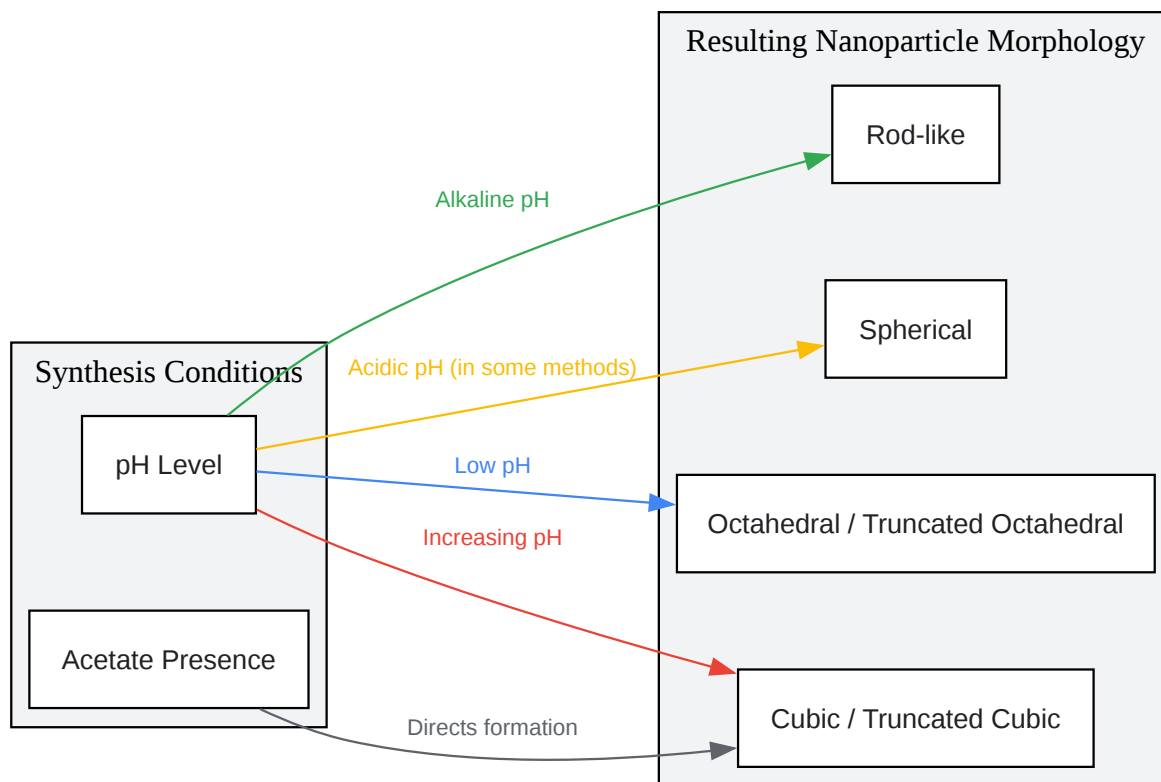 Resulting Nanoparticle Morphology
Rod-like
Alkaline pH
Spherical
Synthesis Conditions
Acidic pH (in some methods)
pH Level
Low pH
Octahedral / Truncated Octahedral
Increasing pH
Acetate Presence
Directs formation
Cubic / Truncated Cubic